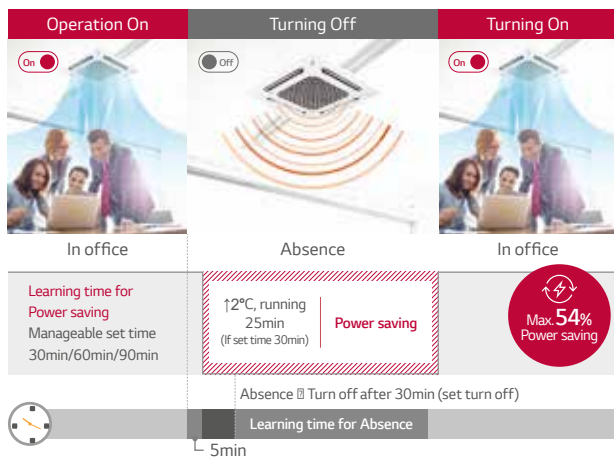 Operation On
Turning Off
Turning On
On
Off
On
In office
Absence
In office
Learning time for
Power saving
Manageable set time
30min/60min/90min
↑2°C, running
25min
(If set time 30min)
Power saving
Max.54%
Power saving
Absence ⍰ Turn off after 30min (set turn off)
Learning time for Absence
5min